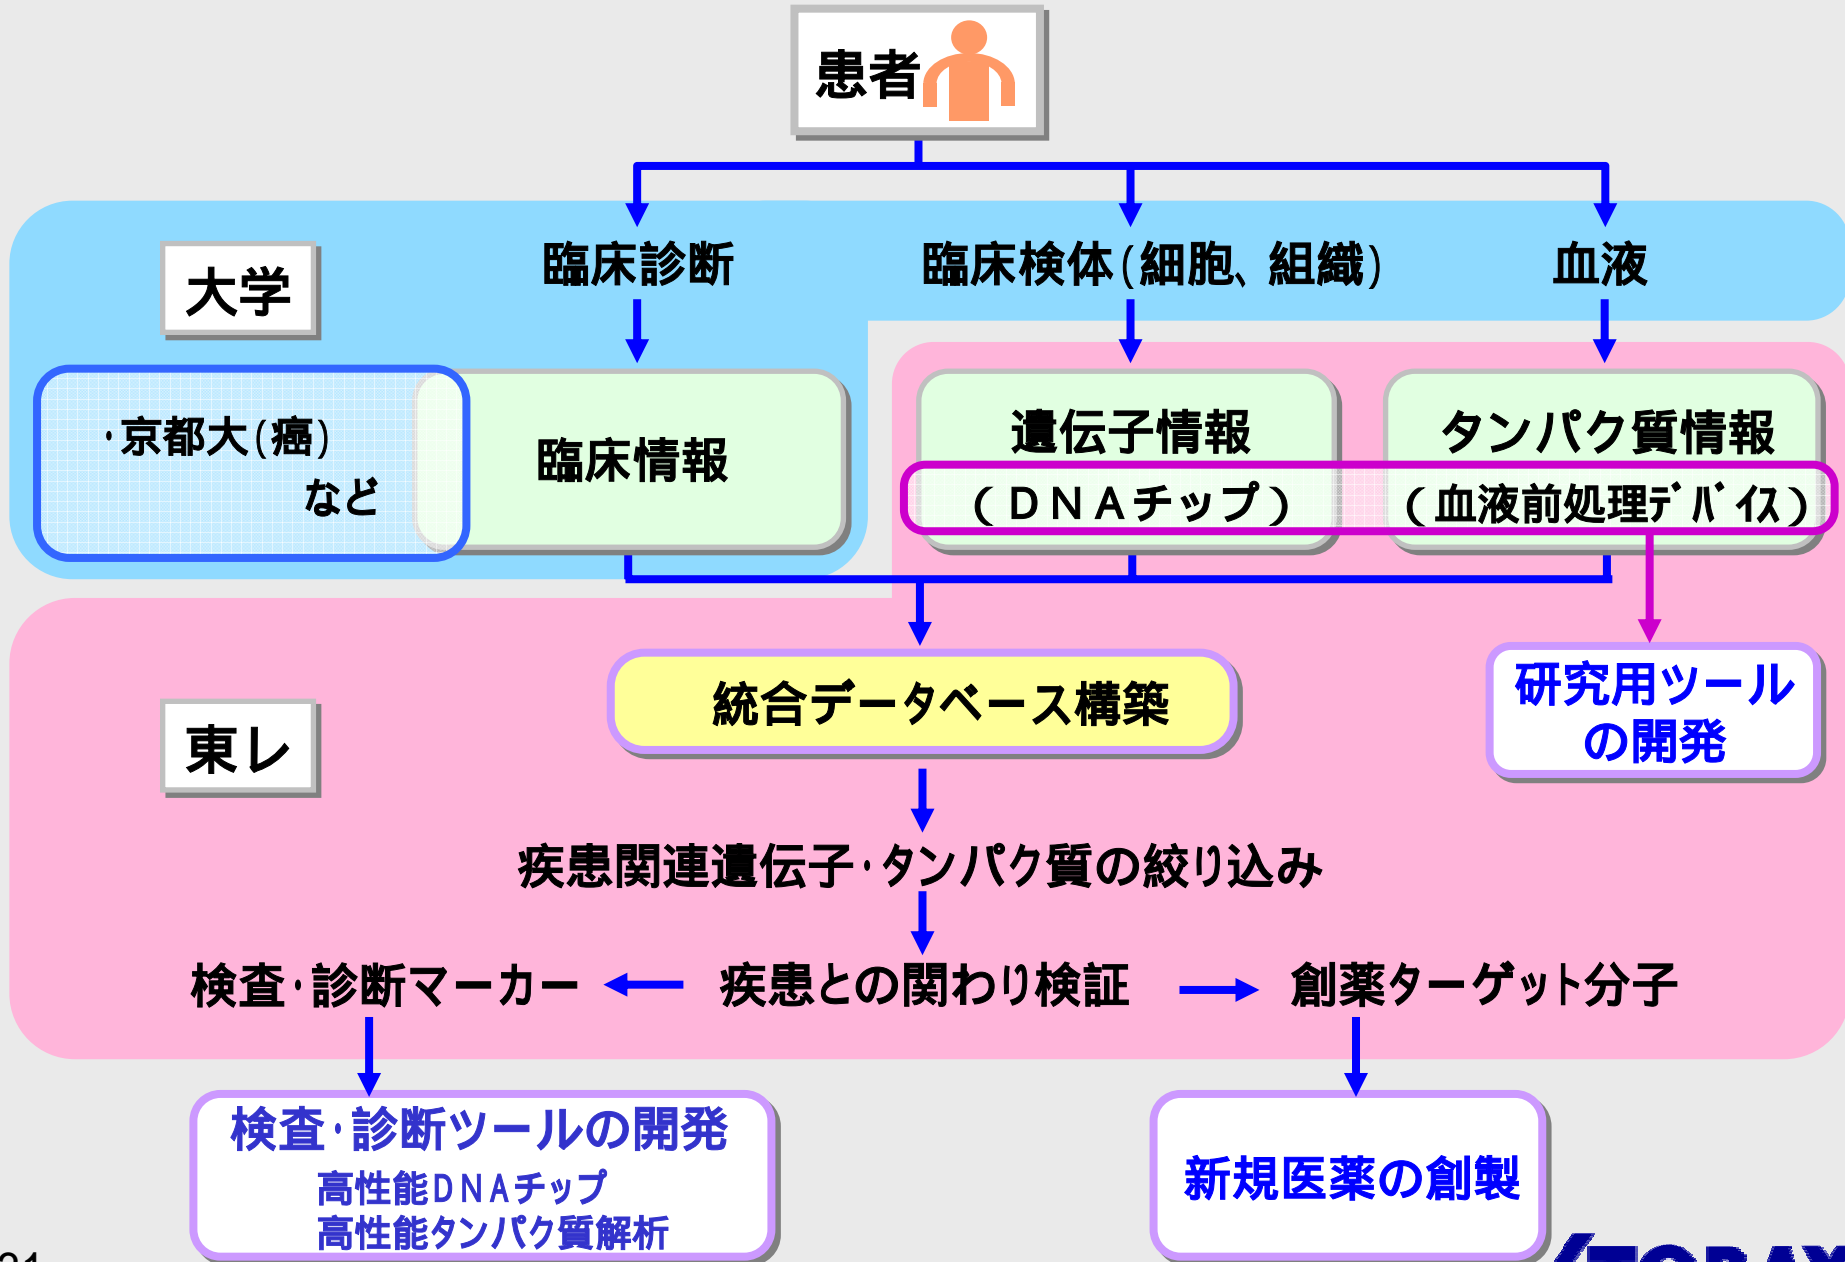 患者
大学
臨床診断
臨床検体(細胞、組織)
血液
・京都大(癌)
など
臨床情報
遺伝子情報
(DNAチップ)
タンパク質情報
(血液前処理ﾃﾞﾊﾞｲｽ)
東レ
統合データベース構築
研究用ツール
の開発
疾患関連遺伝子・タンパク質の絞り込み
検査・診断マーカー
疾患との関わり検証
創薬ターゲット分子
検査・診断ツールの開発
高性能DNAチップ
高性能タンパク質解析
新規医薬の創製